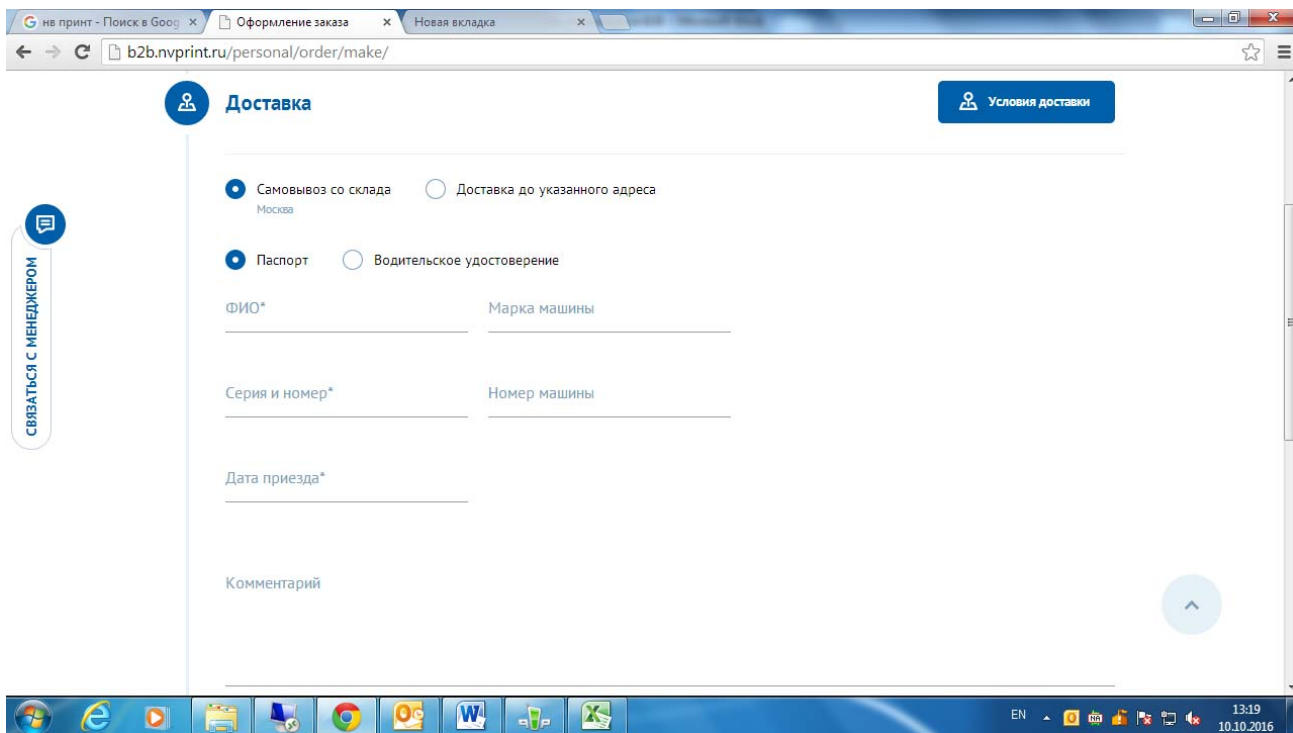 нв принт - Поиск в Goog
Оформление заказа
Новая вкладка
b2b.nvprint.ru/personal/order/make/
Доставка
Условия доставки
Самовывоз со склада
Доставка до указанного адреса
Москва
СВЯЗАТЬСЯ С МЕНЕДЖЕРОМ
Паспорт
Водительское удостоверение
ФИО*
Марка машины
Серия и номер*
Номер машины
Дата приезда*
Комментарий
EN
13:19
10.10.2016